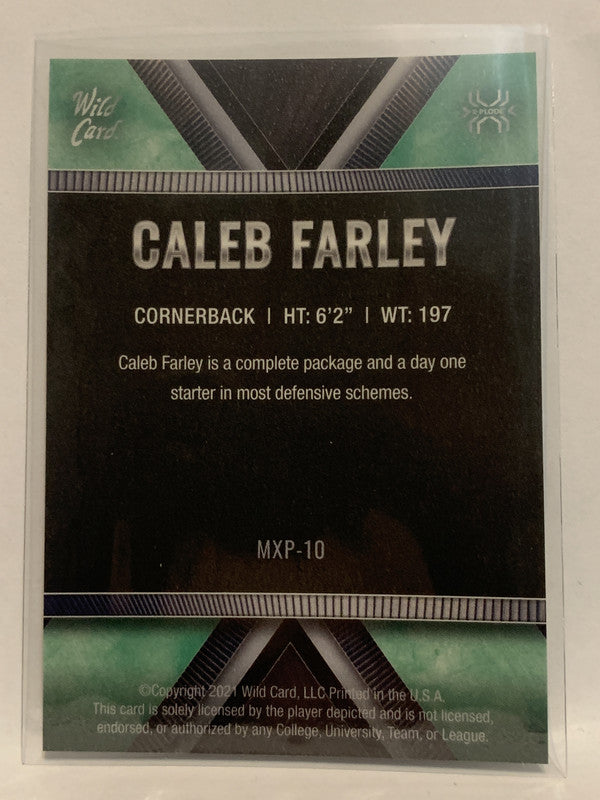 Wild
Card
X-PLODE
CALEB FARLEY
CORNERBACK | HT: 6'2" | WT: 197
Caleb Farley is a complete package and a day one
starter in most defensive schemes.
MXP-10
©Copyright 2021 Wild Card, LLC Printed in the U.S.A.
This card is solely licensed by the player depicted and is not licensed,
endorsed, or authorized by any College, University, Team, or League.